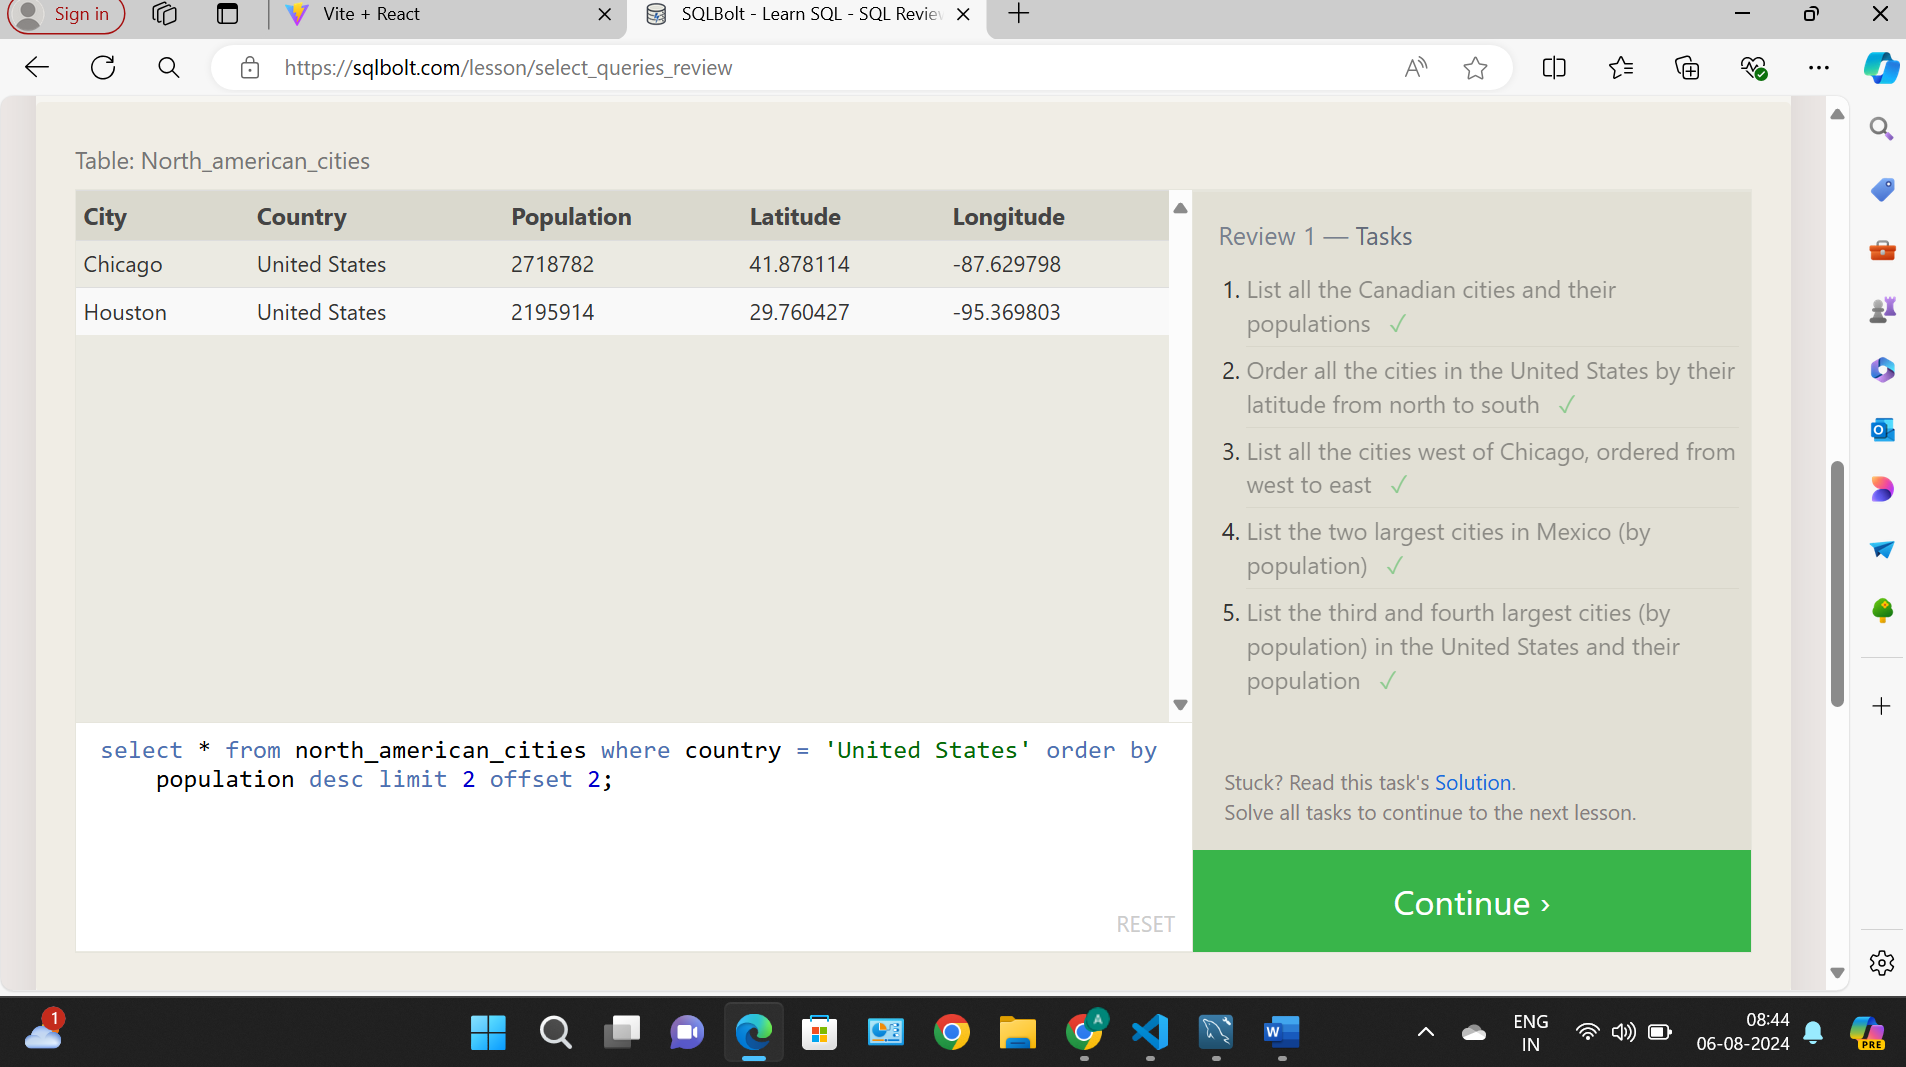 Sign in
Vite + React
SQLBolt - Learn SQL - SQL Review
https://sqlbolt.com/lesson/select_queries_review
Table: North_american_cities
City Country Population Latitude Longitude
Chicago United States 2718782 41.878114 -87.629798
Houston United States 2195914 29.760427 -95.369803
Review 1 — Tasks
1. List all the Canadian cities and their
populations ✓
2. Order all the cities in the United States by their
latitude from north to south ✓
3. List all the cities west of Chicago, ordered from
west to east ✓
4. List the two largest cities in Mexico (by
population) ✓
5. List the third and fourth largest cities (by
population) in the United States and their
population ✓
select * from north_american_cities where country = 'United States' order by
population desc limit 2 offset 2;
RESET
Stuck? Read this task's Solution.
Solve all tasks to continue to the next lesson.
Continue ›
1
A
W
ENG
IN
08:44
06-08-2024
PRE